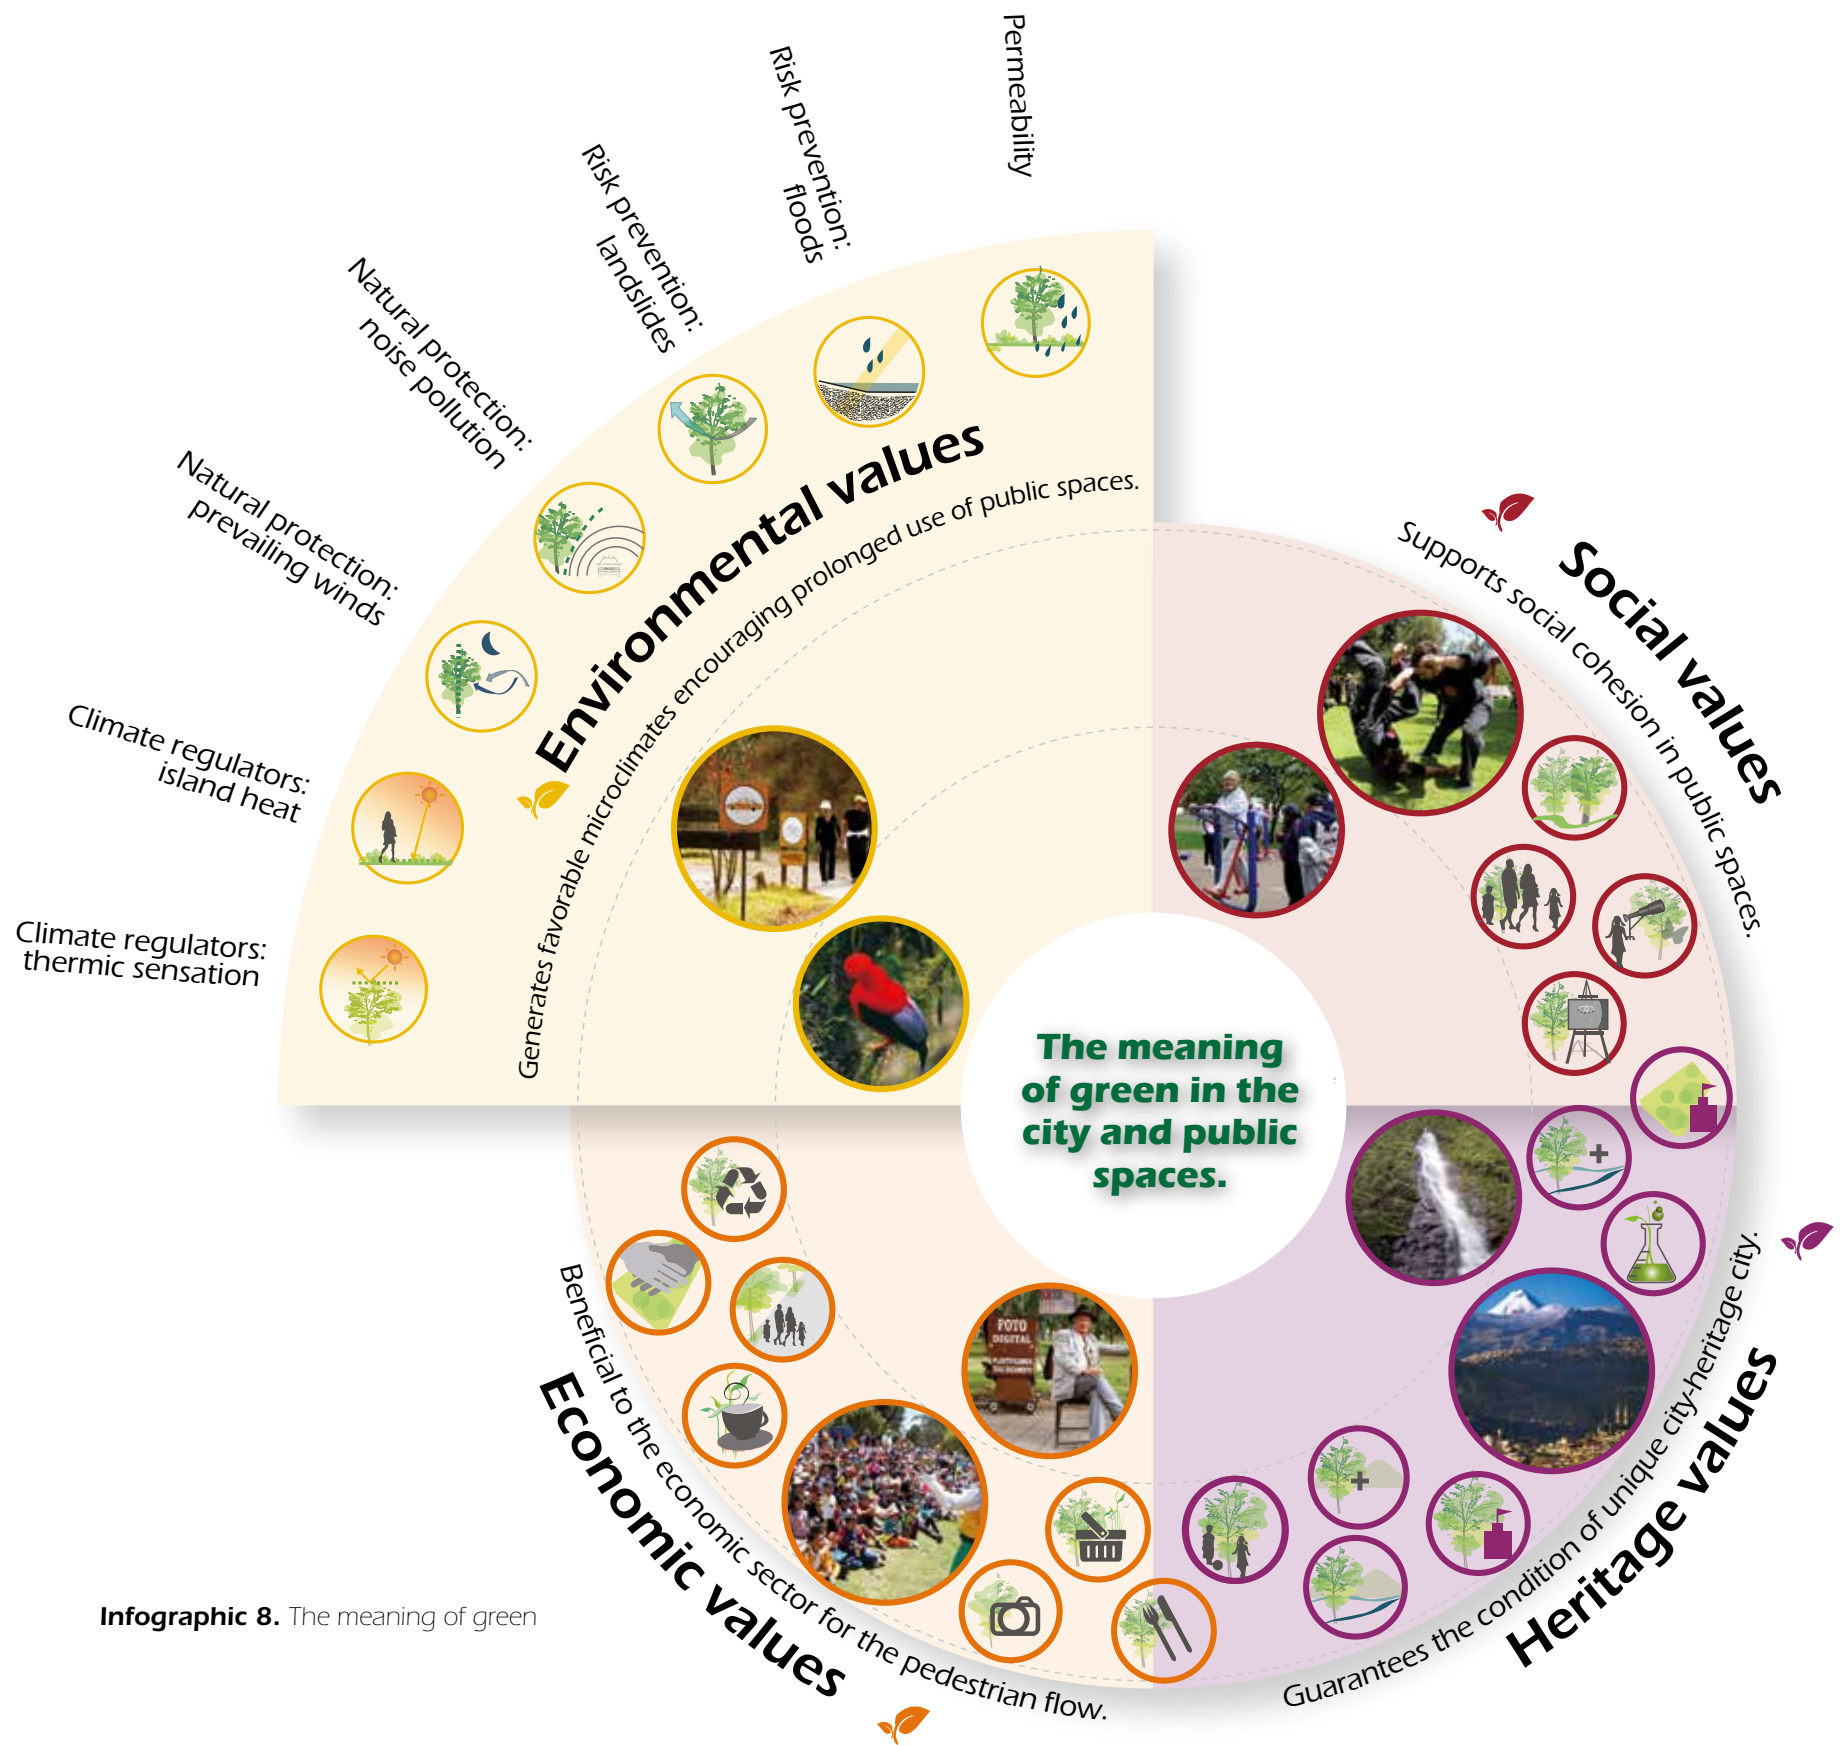 Permeability
Risk prevention:
floods
Risk prevention:
landslides
Natural protection:
noise pollution
Natural protection:
prevailing winds
Climate regulators:
island heat
Climate regulators:
thermic sensation
Environmental values
Generates favorable microclimates encouraging prolonged use of public spaces.
Social values
Supports social cohesion in public spaces.
The meaning
of green in the
city and public
spaces.
Heritage values
Guarantees the condition of unique city-heritage city.
Economic values
Beneficial to the economic sector for the pedestrian flow.
FOTO
DIGITAL
Infographic 8. The meaning of green